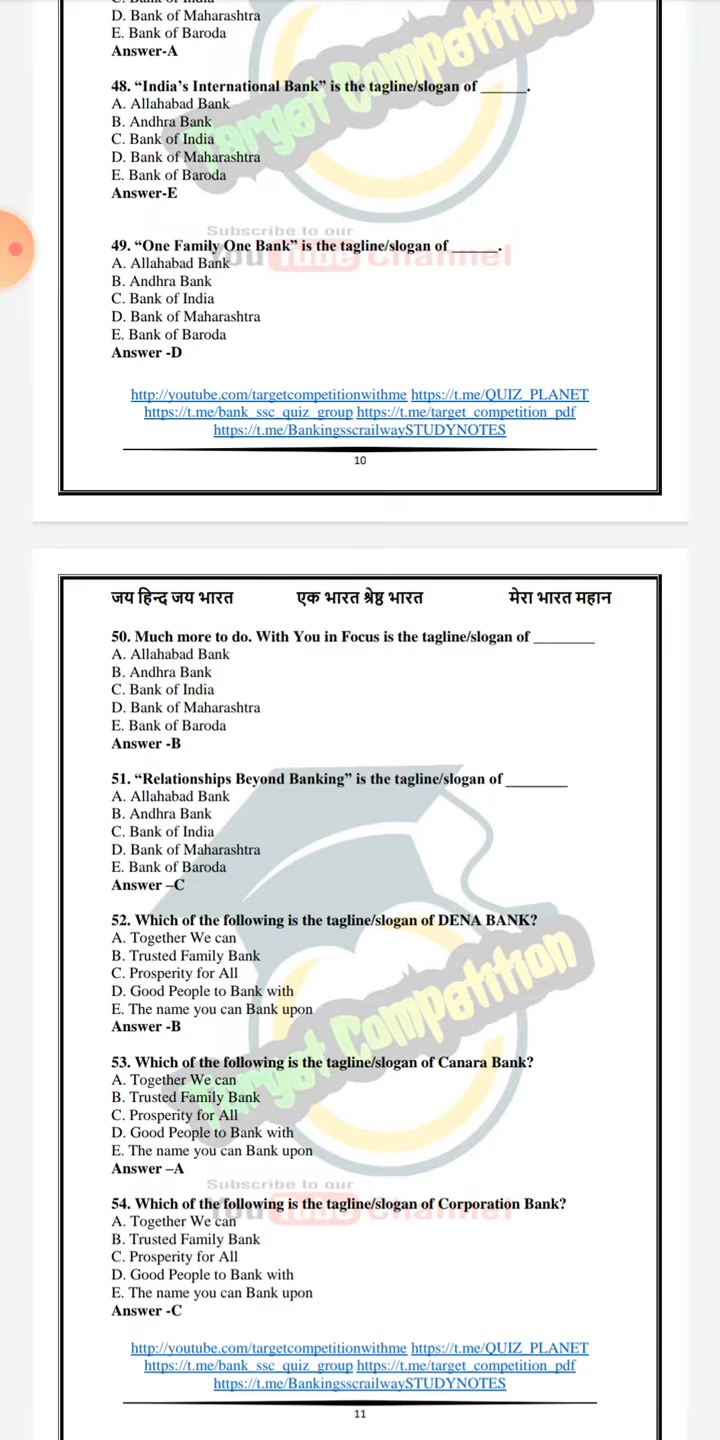 D. Bank of Maharashtra
E. Bank of Baroda
Answer-A
48. “India’s International Bank” is the tagline/slogan of ______.
A. Allahabad Bank
B. Andhra Bank
C. Bank of India
D. Bank of Maharashtra
E. Bank of Baroda
Answer-E
Target Competition
Subscribe to our
YouTube Channel
49. “One Family One Bank” is the tagline/slogan of ______.
A. Allahabad Bank
B. Andhra Bank
C. Bank of India
D. Bank of Maharashtra
E. Bank of Baroda
Answer -D
http://youtube.com/targetcompetitionwithme https://t.me/QUIZ_PLANET
https://t.me/bank_ssc_quiz_group https://t.me/target_competition_pdf
https://t.me/BankingsscrailwaySTUDYNOTES
10
जय हिन्द जय भारत एक भारत श्रेष्ठ भारत मेरा भारत महान
50. Much more to do. With You in Focus is the tagline/slogan of ________
A. Allahabad Bank
B. Andhra Bank
C. Bank of India
D. Bank of Maharashtra
E. Bank of Baroda
Answer -B
51. “Relationships Beyond Banking” is the tagline/slogan of ________
A. Allahabad Bank
B. Andhra Bank
C. Bank of India
D. Bank of Maharashtra
E. Bank of Baroda
Answer –C
52. Which of the following is the tagline/slogan of DENA BANK?
A. Together We can
B. Trusted Family Bank
C. Prosperity for All
D. Good People to Bank with
E. The name you can Bank upon
Answer -B
Target Competition
53. Which of the following is the tagline/slogan of Canara Bank?
A. Together We can
B. Trusted Family Bank
C. Prosperity for All
D. Good People to Bank with
E. The name you can Bank upon
Answer –A
Subscribe to our
YouTube Channel
54. Which of the following is the tagline/slogan of Corporation Bank?
A. Together We can
B. Trusted Family Bank
C. Prosperity for All
D. Good People to Bank with
E. The name you can Bank upon
Answer -C
http://youtube.com/targetcompetitionwithme https://t.me/QUIZ_PLANET
https://t.me/bank_ssc_quiz_group https://t.me/target_competition_pdf
https://t.me/BankingsscrailwaySTUDYNOTES
11